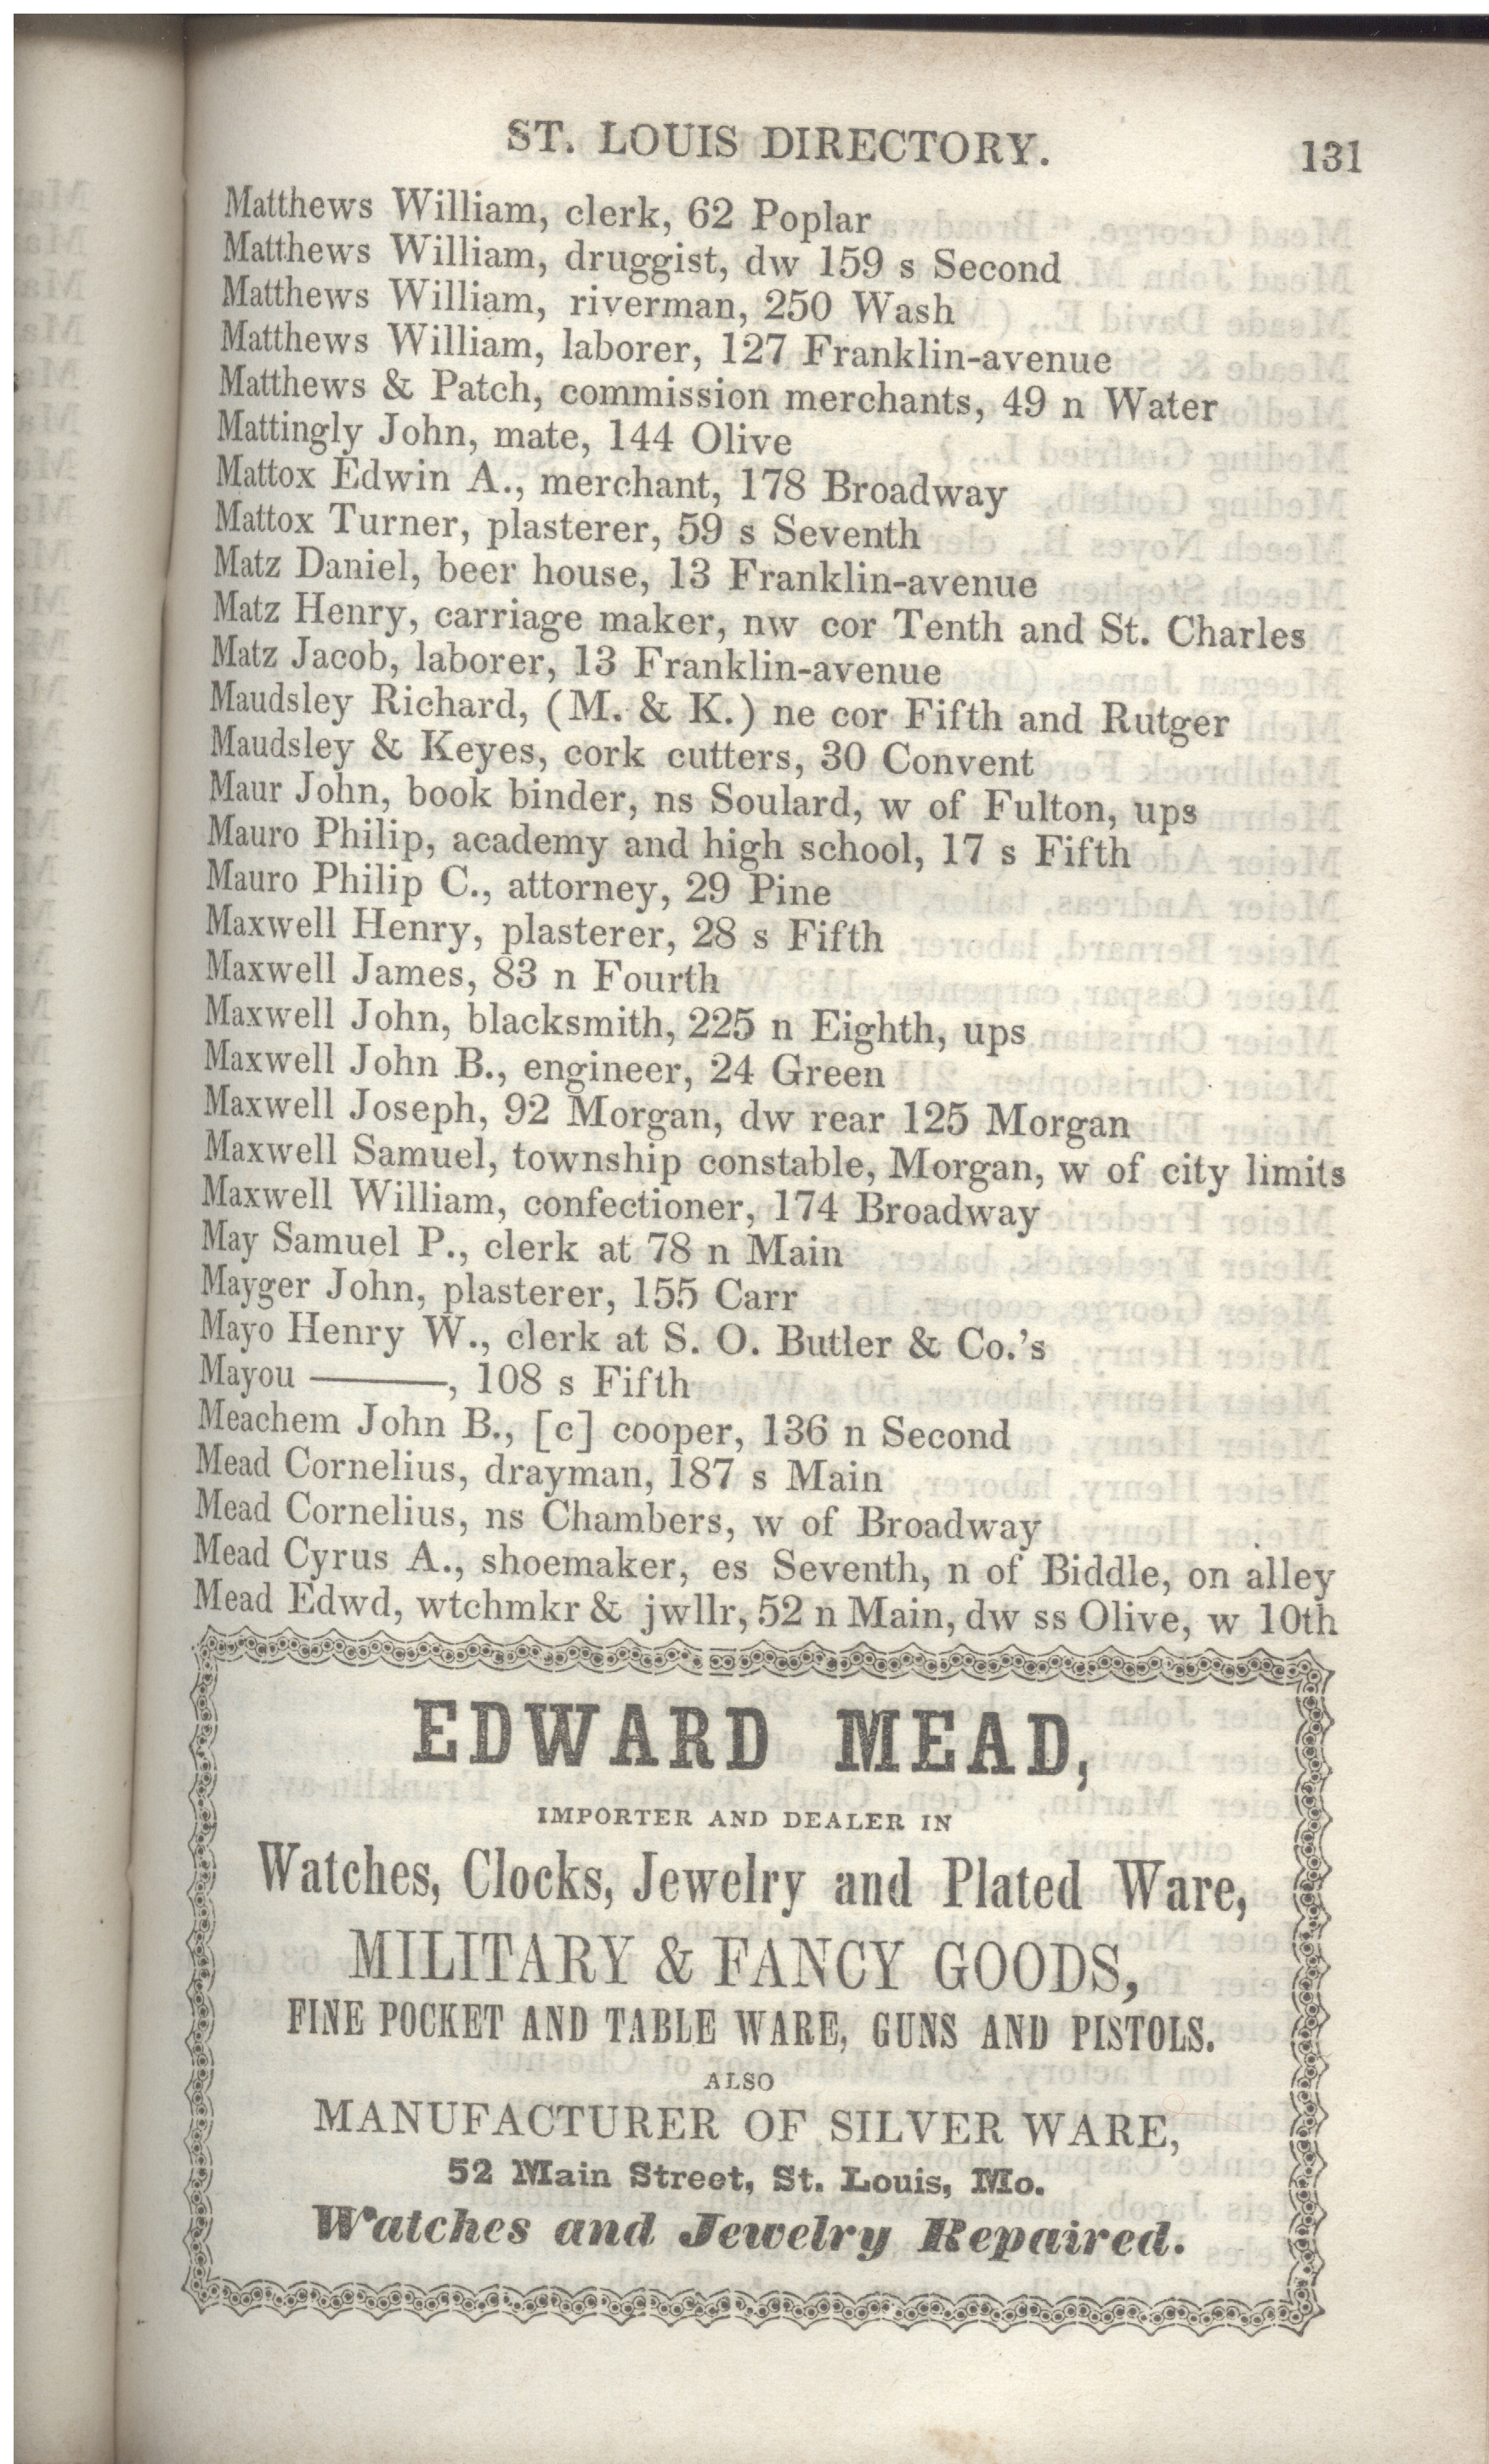 ST. LOUIS DIRECTORY. 131
Matthews William, clerk, 62 Poplar
Matthews William, druggist, dw 159 s Second
Matthews William, riverman, 250 Wash
Matthews William, laborer, 127 Franklin-avenue
Matthews & Patch, commission merchants, 49 n Water
Mattingly John, mate, 144 Olive
Mattox Edwin A., merchant, 178 Broadway
Mattox Turner, plasterer, 59 s Seventh
Matz Daniel, beer house, 13 Franklin-avenue
Matz Henry, carriage maker, nw cor Tenth and St. Charles
Matz Jacob, laborer, 13 Franklin-avenue
Maudsley Richard, (M. & K.) ne cor Fifth and Rutger
Maudsley & Keyes, cork cutters, 30 Convent
Maur John, book binder, ns Soulard, w of Fulton, ups
Mauro Philip, academy and high school, 17 s Fifth
Mauro Philip C., attorney, 29 Pine
Maxwell Henry, plasterer, 28 s Fifth
Maxwell James, 83 n Fourth
Maxwell John, blacksmith, 225 n Eighth, ups
Maxwell John B., engineer, 24 Green
Maxwell Joseph, 92 Morgan, dw rear 125 Morgan
Maxwell Samuel, township constable, Morgan, w of city limits
Maxwell William, confectioner, 174 Broadway
May Samuel P., clerk at 78 n Main
Mayger John, plasterer, 155 Carr
Mayo Henry W., clerk at S. O. Butler & Co.'s
Mayou ———, 108 s Fifth
Meachem John B., [c] cooper, 136 n Second
Mead Cornelius, drayman, 187 s Main
Mead Cornelius, ns Chambers, w of Broadway
Mead Cyrus A., shoemaker, es Seventh, n of Biddle, on alley
Mead Edwd, wtchmkr & jwllr, 52 n Main, dw ss Olive, w 10th
EDWARD MEAD,
IMPORTER AND DEALER IN
Watches, Clocks, Jewelry and Plated Ware,
MILITARY & FANCY GOODS,
FINE POCKET AND TABLE WARE, GUNS AND PISTOLS.
ALSO
MANUFACTURER OF SILVER WARE,
52 Main Street, St. Louis, Mo.
Watches and Jewelry Repaired.